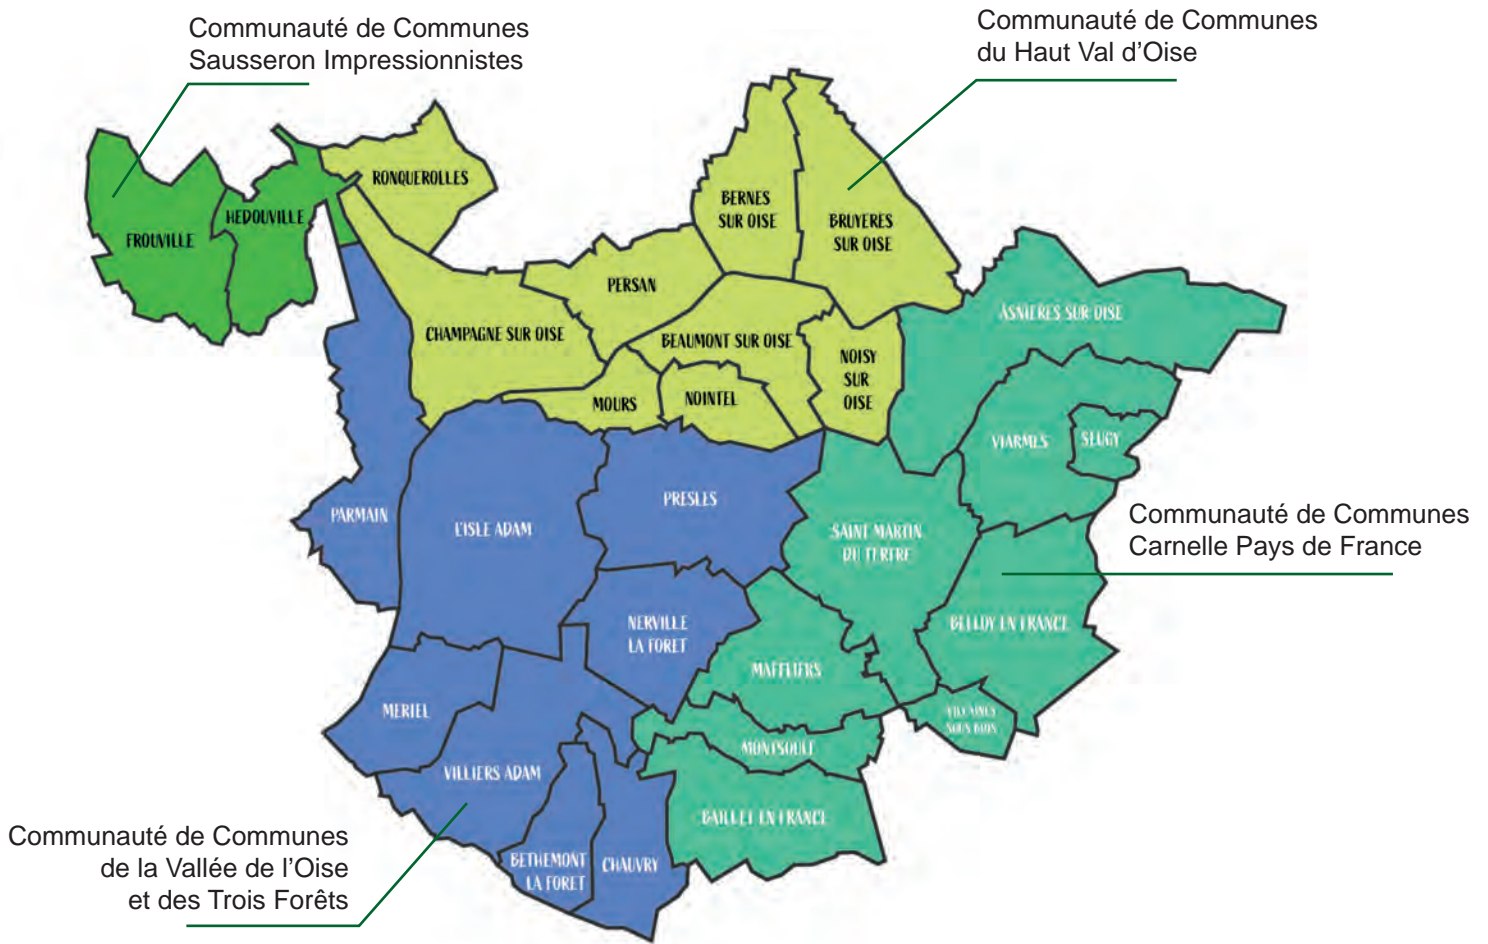 Communauté de Communes
Sausseron Impressionnistes
Communauté de Communes
du Haut Val d’Oise
RONQUEROLLES
HEDOUVILLE
FROUVILLE
BERNES
SUR OISE
BRUYERES
SUR OISE
PERSAN
CHAMPAGNE SUR OISE
BEAUMONT SUR OISE
NOISY
SUR
OISE
MOURS
NOINTEL
ASNIERES SUR OISE
VIARMES
SEUGY
PARMAIN
L'ISLE ADAM
PRESLES
SAINT MARTIN
DU TERTRE
Communauté de Communes
Carnelle Pays de France
BELLOY EN FRANCE
NERVILLE
LA FORET
MAFFLIERS
MERIEL
VILLAINES
SOUS BOIS
MONTSOULT
VILLIERS ADAM
BAILLET EN FRANCE
BETHEMONT
LA FORET
CHAUVRY
Communauté de Communes
de la Vallée de l’Oise
et des Trois Forêts